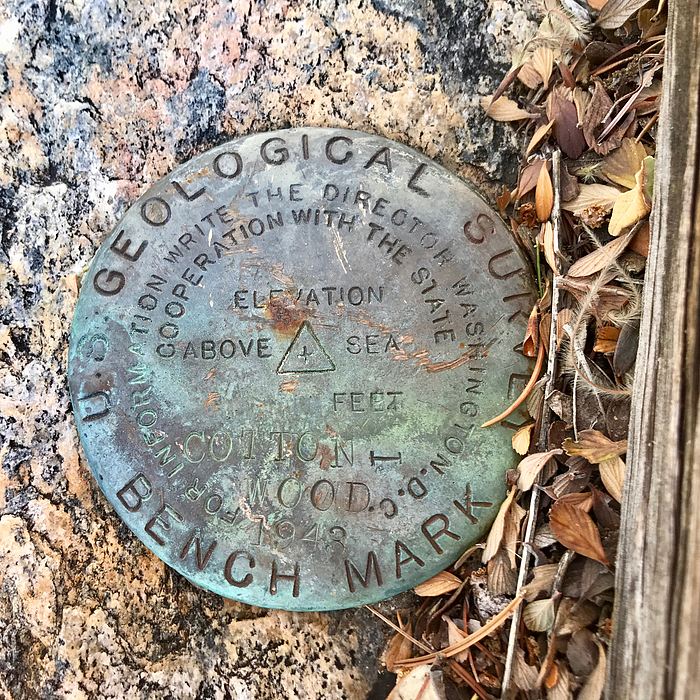 U.S. GEOLOGICAL SURVEY
FOR INFORMATION WRITE THE DIRECTOR WASHINGTON D.C.
COOPERATION WITH THE STATE
ELEVATION
ABOVE SEA
FEET
COTTON
WOOD
1
1948
BENCH MARK